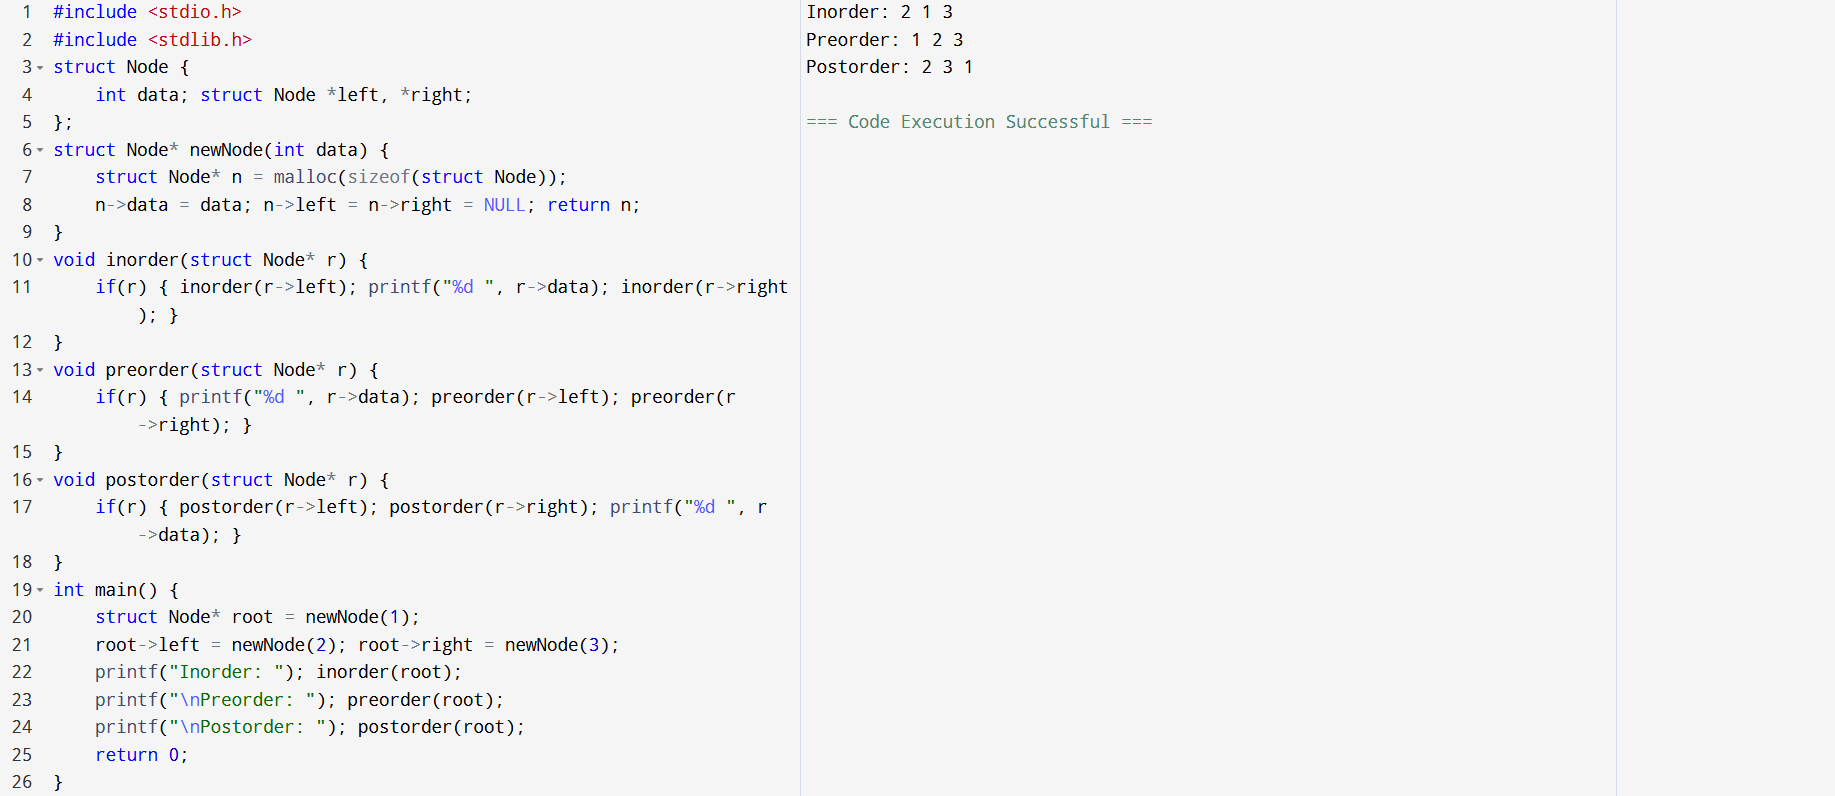 1 #include <stdio.h>
2 #include <stdlib.h>
3 struct Node {
4     int data; struct Node *left, *right;
5 };
6 struct Node* newNode(int data) {
7     struct Node* n = malloc(sizeof(struct Node));
8     n->data = data; n->left = n->right = NULL; return n;
9 }
10 void inorder(struct Node* r) {
11     if(r) { inorder(r->left); printf("%d ", r->data); inorder(r->right
        ); }
12 }
13 void preorder(struct Node* r) {
14     if(r) { printf("%d ", r->data); preorder(r->left); preorder(r
        ->right); }
15 }
16 void postorder(struct Node* r) {
17     if(r) { postorder(r->left); postorder(r->right); printf("%d ", r
        ->data); }
18 }
19 int main() {
20     struct Node* root = newNode(1);
21     root->left = newNode(2); root->right = newNode(3);
22     printf("Inorder: "); inorder(root);
23     printf("\nPreorder: "); preorder(root);
24     printf("\nPostorder: "); postorder(root);
25     return 0;
26 }
Inorder: 2 1 3
Preorder: 1 2 3
Postorder: 2 3 1
=== Code Execution Successful ===